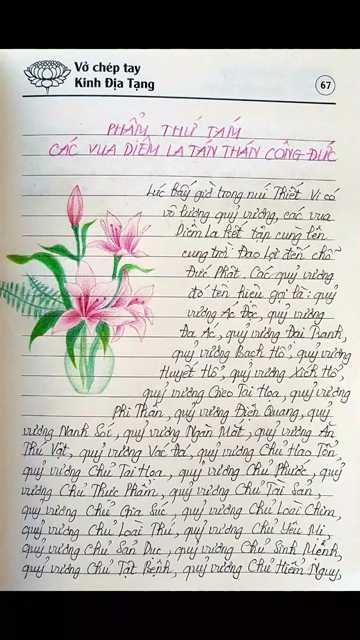 Vở chép tay
Kinh Địa Tạng
67
PHẨM THỨ TÁM
CÁC VUA DIÊM LA TÁN THÁN CÔNG ĐỨC
Lúc bấy giờ trong núi Thiết Vi có
vô lượng quỷ vương, các vua
Diêm La hết tận cùng lên
cung trời Đao Lợi đến chỗ
Đức Phật. Các quỷ vương
đó tên hiệu gọi là: quỷ
vương Ác Độc, quỷ vương
Đa Ác, quỷ vương Đại Tranh,
quỷ vương Bạch Hổ, quỷ vương
Huyết Hổ, quỷ vương Xích Hổ,
quỷ vương Gieo Tai Họa, quỷ vương
Phi Thân, quỷ vương Điện Quang, quỷ
vương Nanh Sói, quỷ vương Ngàn Mắt, quỷ vương Ăn
Thú Vật, quỷ vương Vác Đá, quỷ vương Chủ Hao Tổn,
quỷ vương Chủ Tai Họa, quỷ vương Chủ Phước, quỷ
vương Chủ Thực Phẩm, quỷ vương Chủ Tài Sản,
quỷ vương Chủ Gia Súc, quỷ vương Chủ Loài Chim,
quỷ vương Chủ Loài Thú, quỷ vương Chủ Yêu Mị,
quỷ vương Chủ Sản Dục, quỷ vương Chủ Sinh Mệnh,
quỷ vương Chủ Tật Bệnh, quỷ vương Chủ Hiểm Nguy,